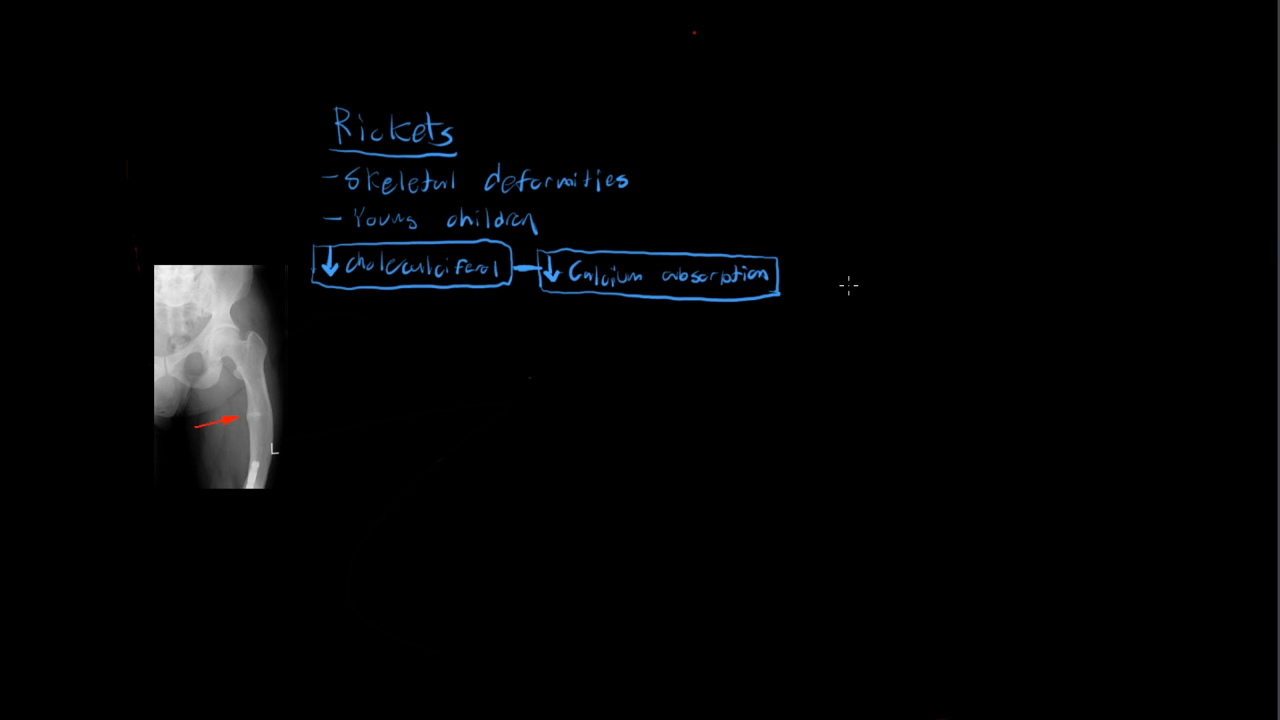 Rickets
- Skeletal deformities
- Young children
↓ cholecalciferol - ↓ Calcium absorption
L